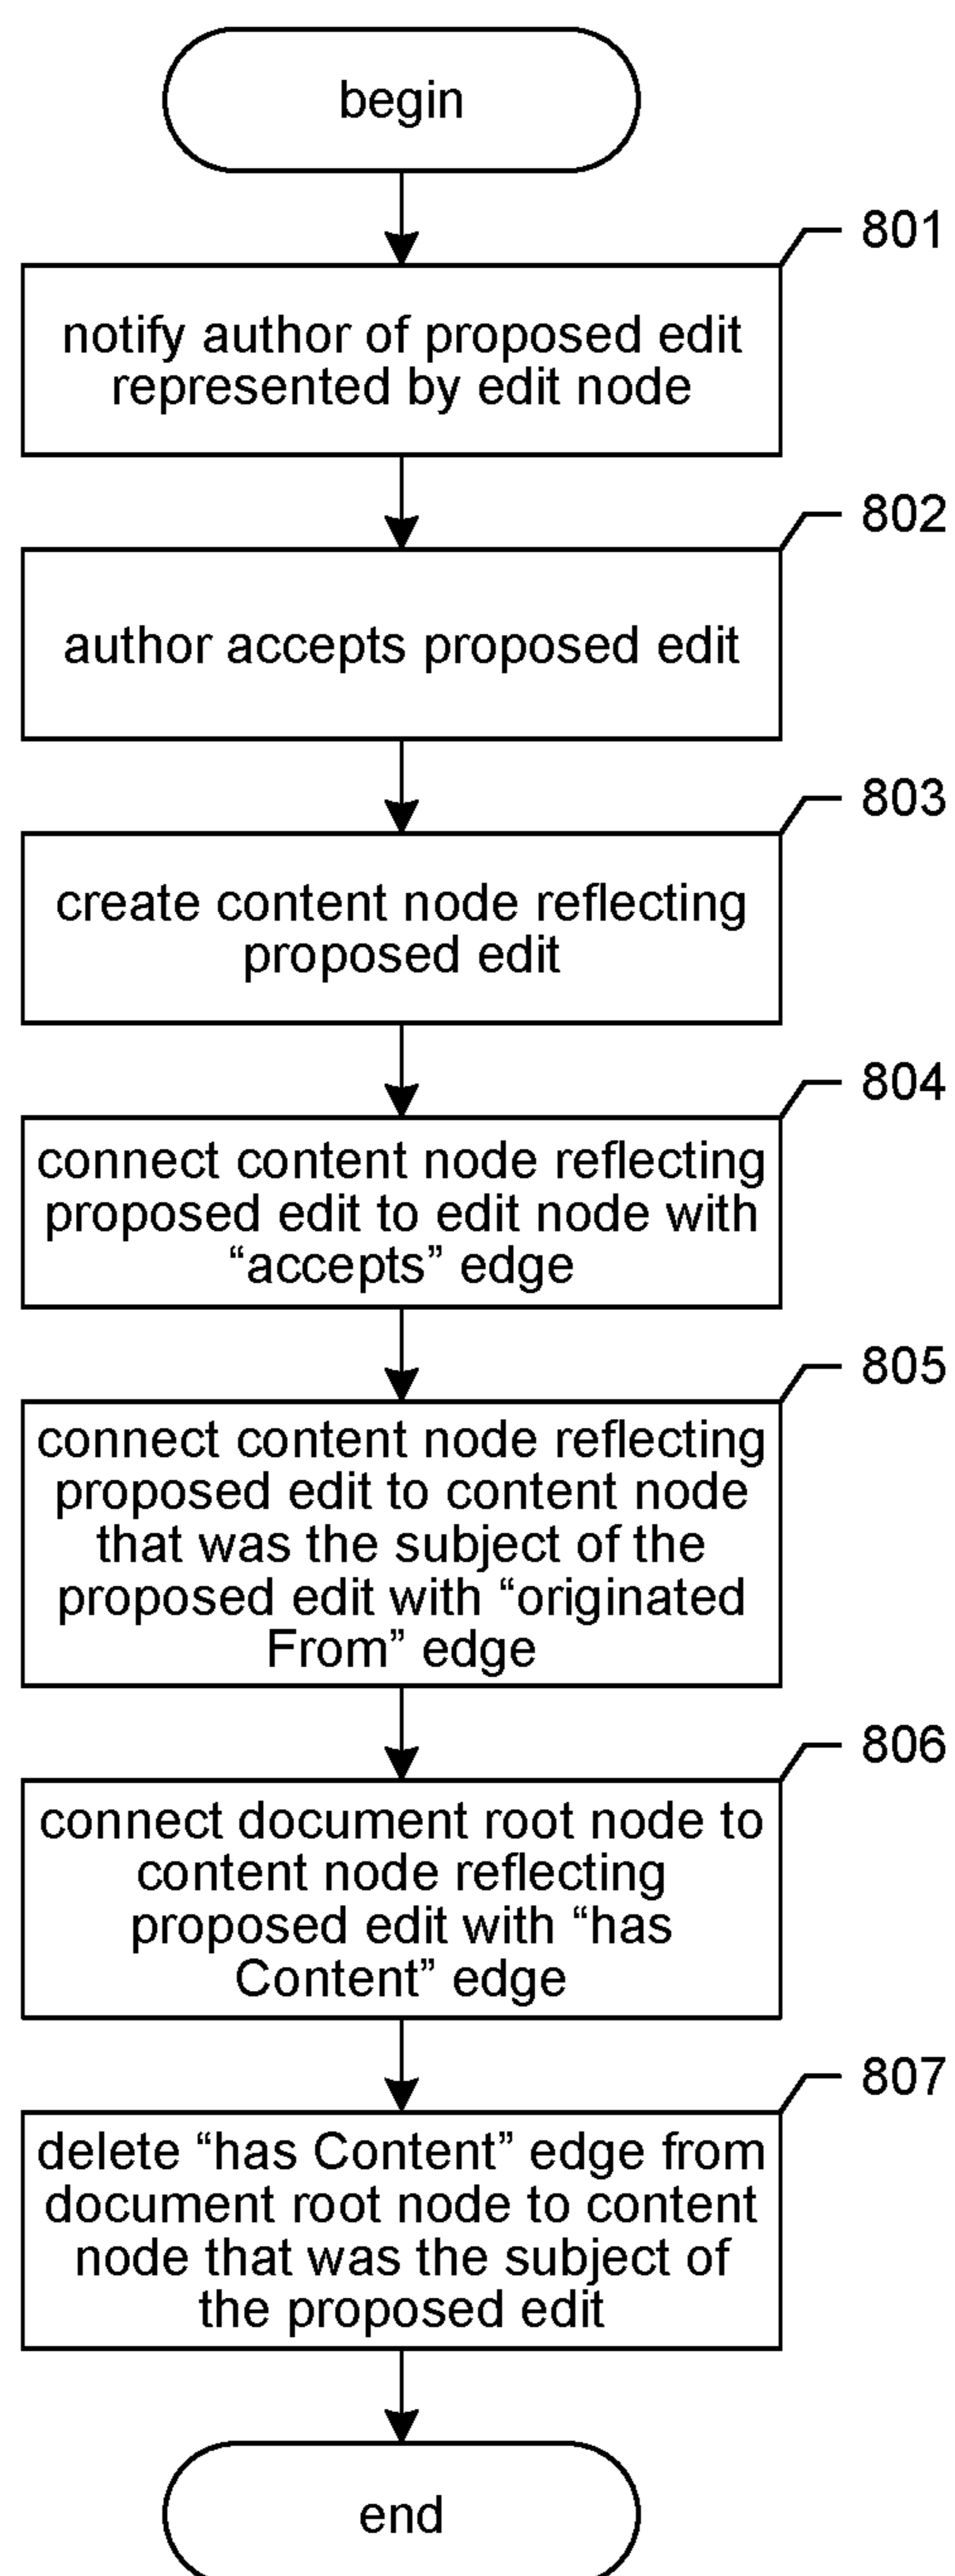 begin
801
notify author of proposed edit
represented by edit node
802
author accepts proposed edit
803
create content node reflecting
proposed edit
804
connect content node reflecting
proposed edit to edit node with
“accepts” edge
805
connect content node reflecting
proposed edit to content node
that was the subject of the
proposed edit with “originated
From” edge
806
connect document root node to
content node reflecting
proposed edit with “has
Content” edge
807
delete “has Content” edge from
document root node to content
node that was the subject of
the proposed edit
end